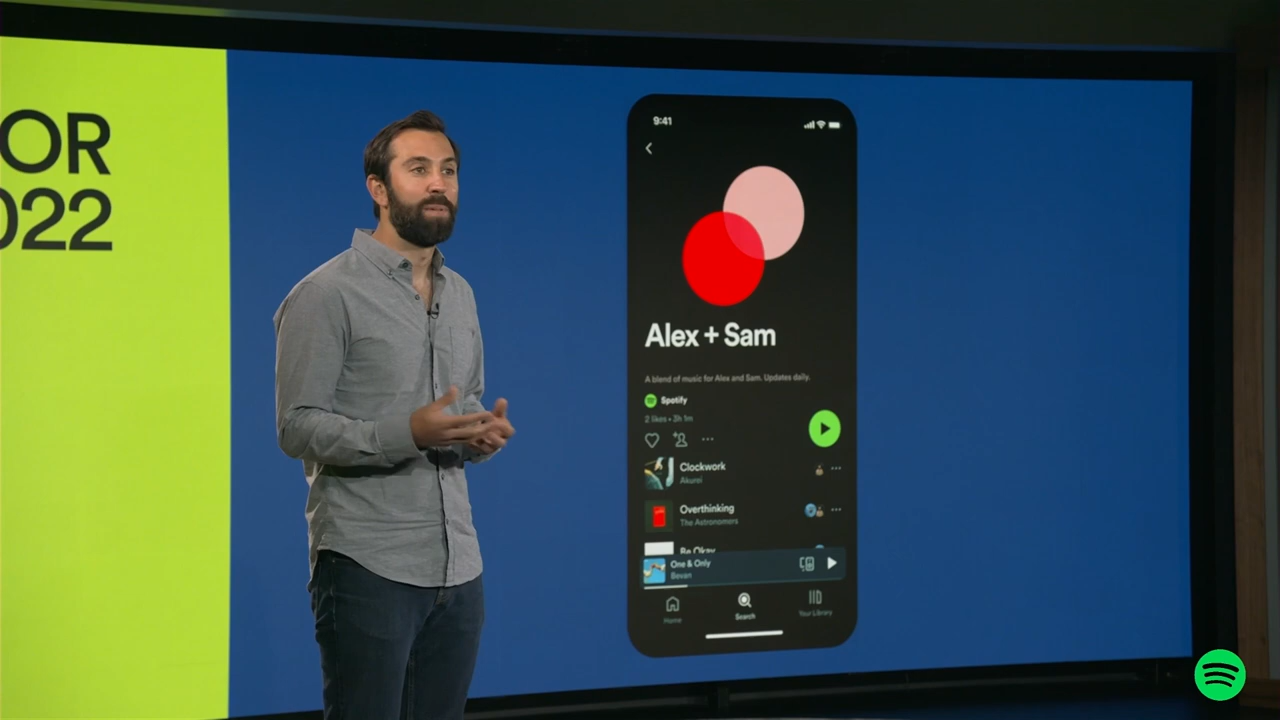 OR
022
9:41
Alex + Sam
A blend of music for Alex and Sam. Updates daily.
Spotify
2 likes • 3h 1m
Clockwork
Akuroi
Overthinking
The Astronomers
Be Okay
One & Only
Bevan
Home
Search
Your Library